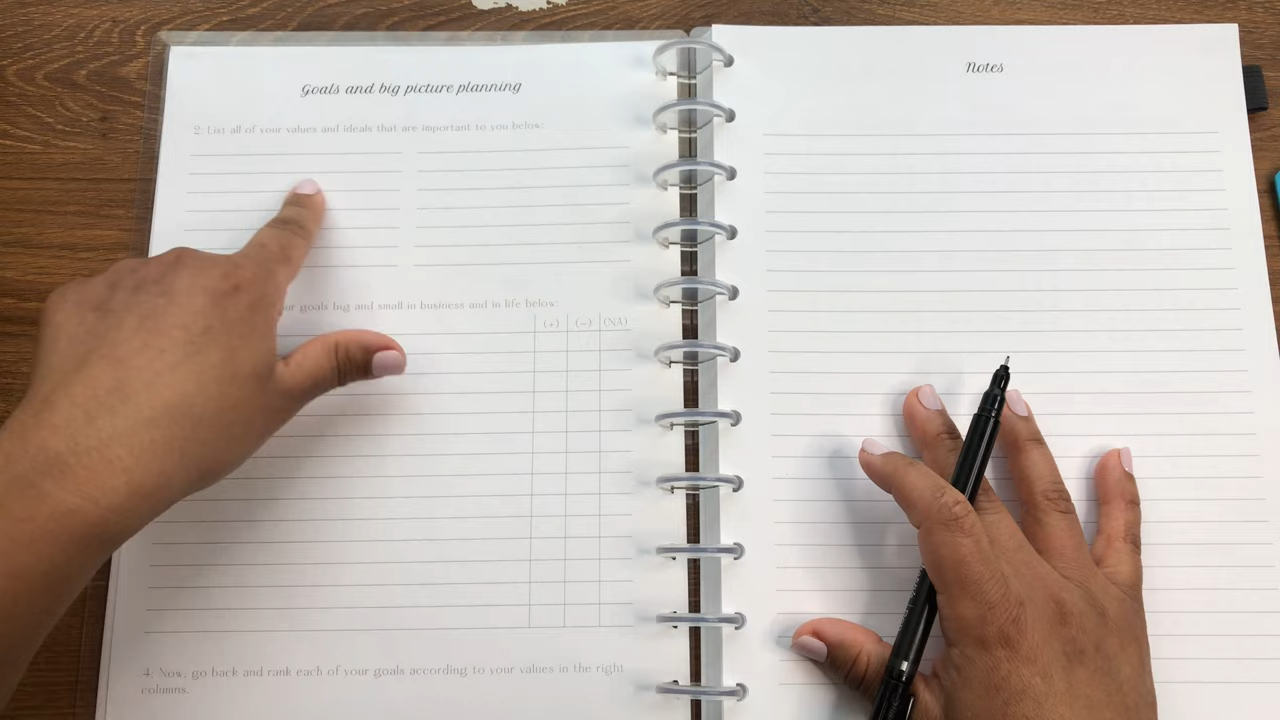 Goals and big picture planning
2. List all of your values and ideals that are important to you below:
goals big and small in business and in life below:
(+) (-) (NA)
4. Now, go back and rank each of your goals according to your values in the right
columns.
Notes